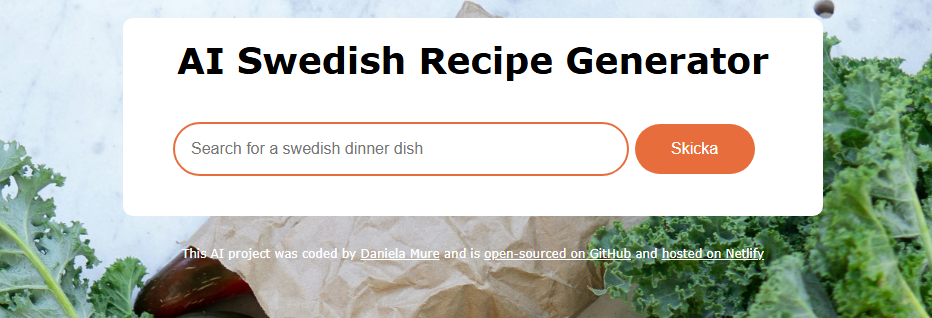 AI Swedish Recipe Generator
Search for a swedish dinner dish
Skicka
This AI project was coded by Daniela Mure and is open-sourced on GitHub and hosted on Netlify